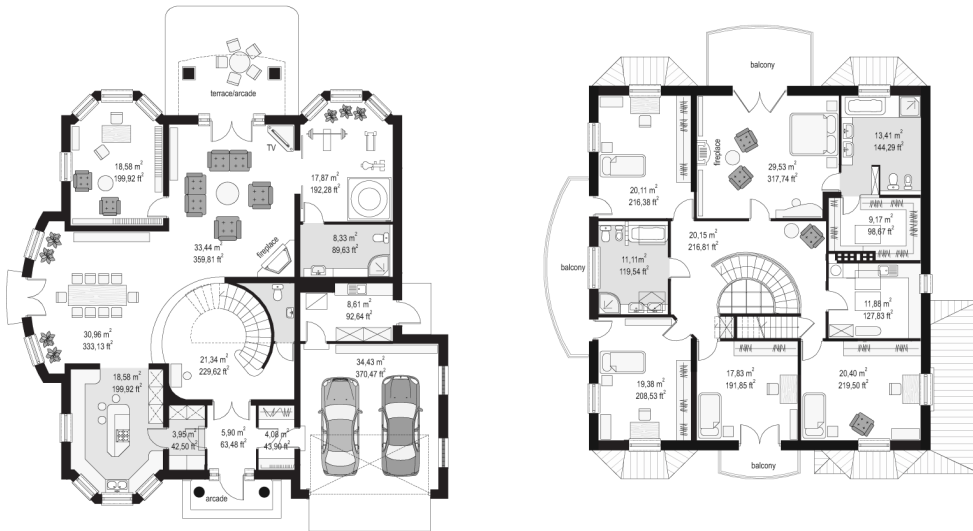 terrace/arcade
TV
18,58 m²
199,92 ft²
17,87 m²
192,28 ft²
33,44 m²
359,81 ft²
fireplace
8,33 m²
89,63 ft²
8,61 m²
92,64 ft²
30,96 m²
333,13 ft²
21,34 m²
229,62 ft²
34,43 m²
370,47 ft²
18,58 m²
199,92 ft²
3,95 m²
42,50 ft²
5,90 m²
63,48 ft²
4,08 m²
43,90 ft²
arcade
balcony
fireplace
13,41 m²
144,29 ft²
29,53 m²
317,74 ft²
20,11 m²
216,38 ft²
9,17 m²
98,67 ft²
20,15 m²
216,81 ft²
balcony
11,11 m²
119,54 ft²
11,88 m²
127,83 ft²
19,38 m²
208,53 ft²
17,83 m²
191,85 ft²
20,40 m²
219,50 ft²
balcony